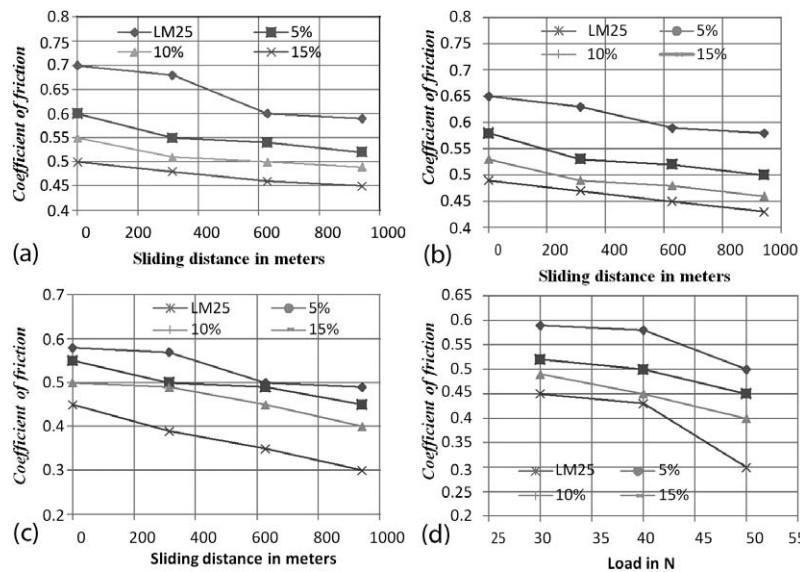 0.8
0.75
0.7
0.65
0.6
0.55
0.5
0.45
0.4
Coefficient of friction
LM25 5%
10% 15%
0 200 400 600 800 1000
(a) Sliding distance in meters
0.8
0.75
0.7
0.65
0.6
0.55
0.5
0.45
0.4
Coefficient of friction
LM25 5%
10% 15%
0 200 400 600 800 1000
(b) Sliding distance in meters
0.7
0.6
0.5
0.4
0.3
0.2
Coefficient of friction
LM25 5%
10% 15%
0 200 400 600 800 1000
(c) Sliding distance in meters
0.65
0.6
0.55
0.5
0.45
0.4
0.35
0.3
0.25
0.2
Coefficient of friction
LM25 5%
10% 15%
25 30 35 40 45 50 55
(d) Load in N